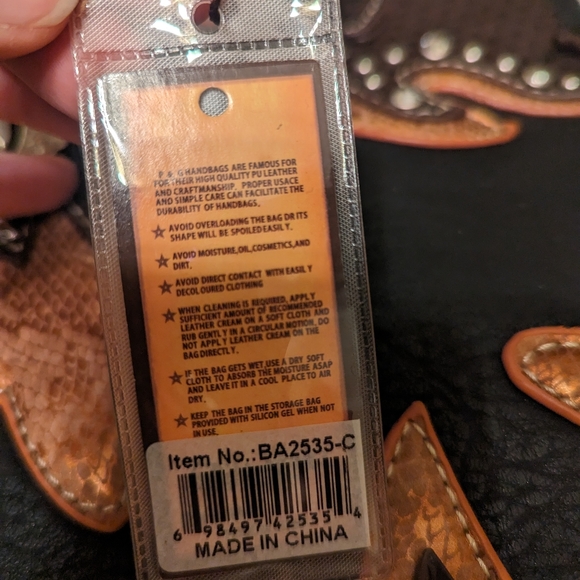 P & G HANDBAGS ARE FAMOUS FOR
FOR THEIR HIGH QUALITY PU LEATHER
AND CRAFTMANSHIP. PROPER USACE
AND SIMPLE CARE CAN FACILITATE THE
DURABILITY OF HANDBAGS.
AVOID OVERLOADING THE BAG DR ITS
SHAPE WILL BE SPOILED EASILY.
AVOID MOISTURE,OIL,COSMETICS,AND
DIRT,
AVOID DIRECT CONTACT WITH EASILY
DECOLOURED CLOTHING
WHEN CLEANING IS REQUIRED, APPLY
SUFFICIENT AMOUNT OF RECOMMENDED
LEATHER CREAM ON A SOFT CLOTH AND
RUB GENTLY IN A CIRCULAR MOTION, DO
NOT APPLY LEATHER CREAM ON THE
BAG DIRECTLY.
IF THE BAG GETS WET,USE A DRY SOFT
CLOTH TO ABSORB THE MOISTURE ASAP
AND LEAVE IT IN A COOL PLACE TO AIR
DRY,
KEEP THE BAG IN THE STORAGE BAG
PROVIDED WITH SILICON GEL WHEN NOT
IN USE.
Item No.:BA2535-C
6 98497 42535 4
MADE IN CHINA